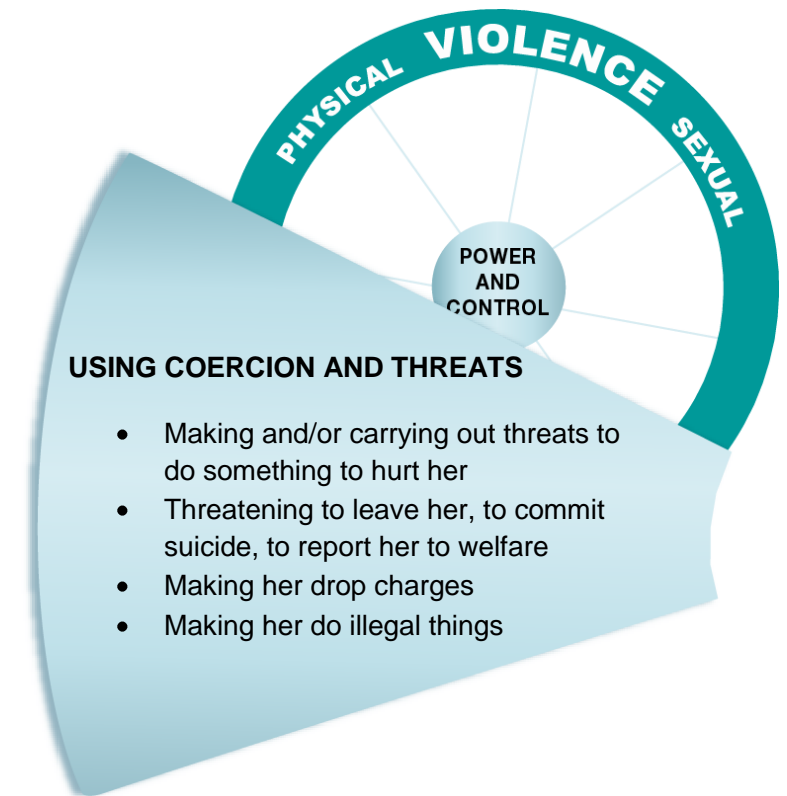 PHYSICAL VIOLENCE SEXUAL
POWER
AND
CONTROL
USING COERCION AND THREATS
• Making and/or carrying out threats to
do something to hurt her
• Threatening to leave her, to commit
suicide, to report her to welfare
• Making her drop charges
• Making her do illegal things